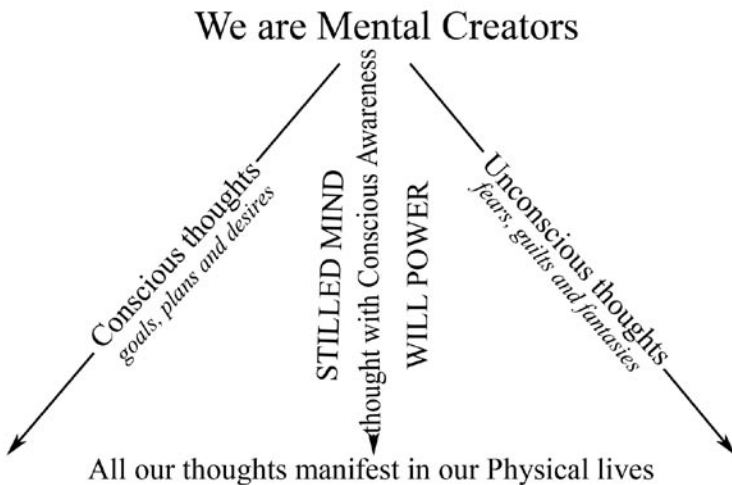 We are Mental Creators
Conscious thoughts
goals, plans and desires
STILLED MIND
thought with Conscious Awareness
WILL POWER
Unconscious thoughts
fears, guilts and fantasies
All our thoughts manifest in our Physical lives